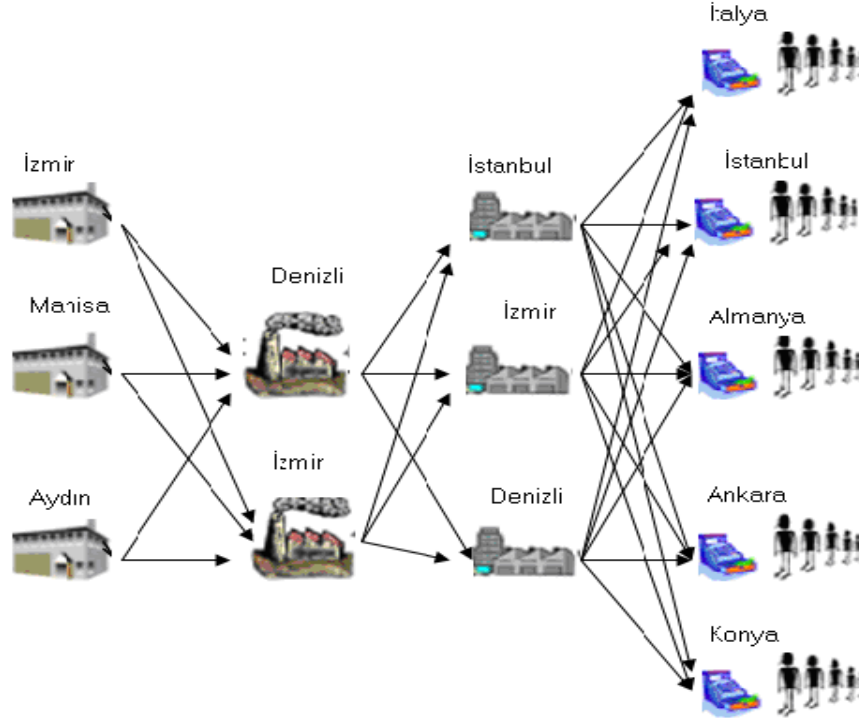 İtalya
İzmir
İstanbul
İstanbul
Denizli
Manisa
İzmir
Almanya
İzmir
Aydın
Denizli
Ankara
Konya